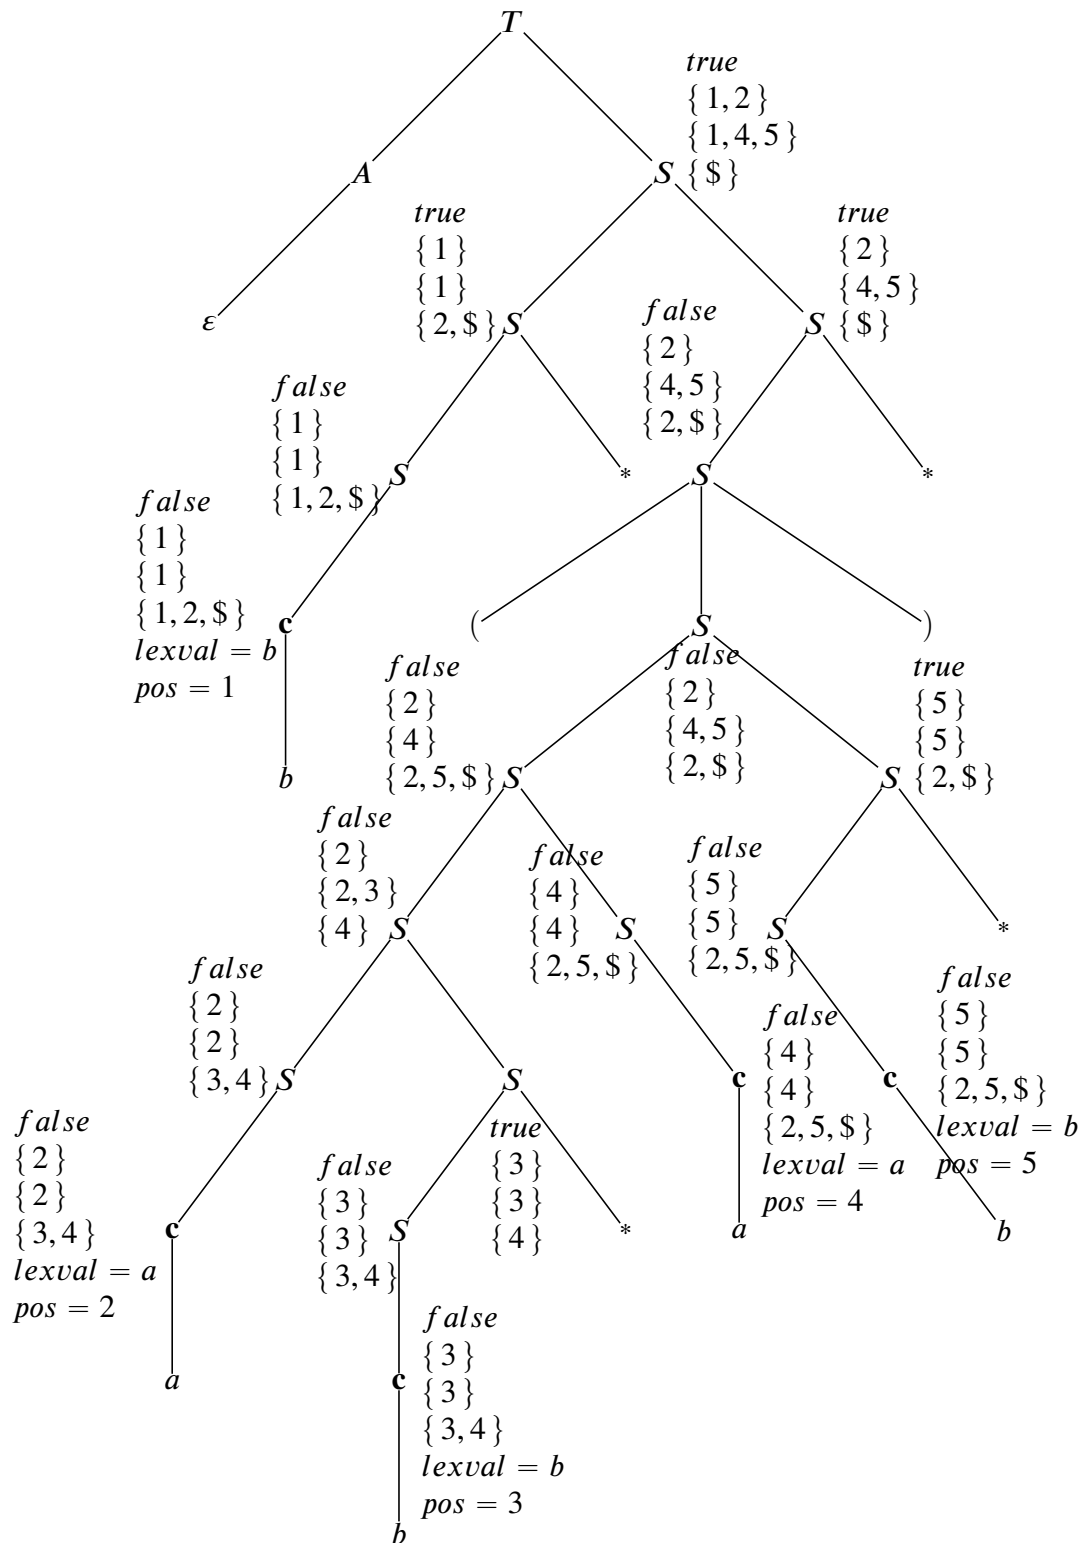 T
true
{1,2}
{1,4,5}
A
S {$}
true
{1}
{1}
{2,$} S
true
{2}
{4,5}
S {$}
ε
false
{2}
{4,5}
{2,$}
false
{1}
{1}
{1,2,$}
S
*
S
*
false
{1}
{1}
{1,2,$} c
lexval = b
pos = 1
(
S
)
false
{2}
{4}
{2,5,$} S
false
{2}
{4,5}
{2,$}
true
{5}
{5}
S {2,$}
b
false
{2}
{2,3}
{4} S
false
{4}
{4}
{2,5,$}
S
false
{5}
{5}
{2,5,$}
S
*
false
{2}
{2}
{3,4} S
S
true
{3}
{3}
{4}
c
false
{4}
{4}
{2,5,$}
lexval = a
pos = 4
c
false
{5}
{5}
{2,5,$}
lexval = b
pos = 5
false
{2}
{2}
{3,4} c
lexval = a
pos = 2
false
{3}
{3}
{3,4}
S
*
a
b
a
c
false
{3}
{3}
{3,4}
lexval = b
pos = 3
b